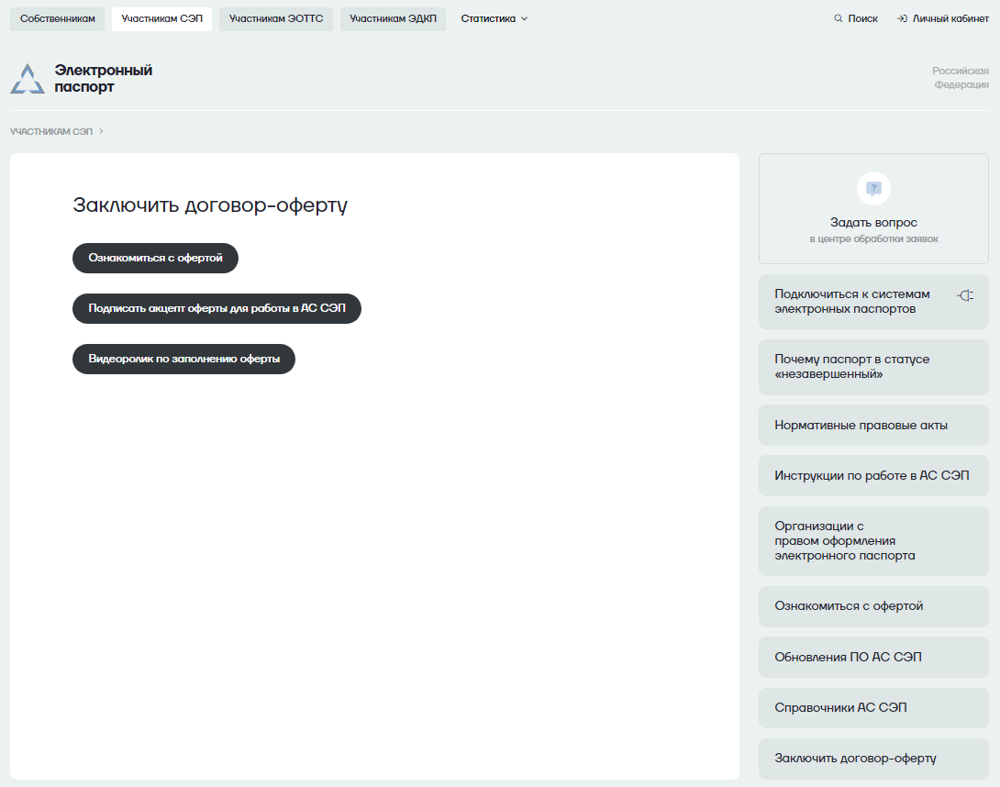 Собственникам
Участникам СЭП
Участникам ЭОТТС
Участникам ЭДКП
Статистика
Поиск
Личный кабинет
Электронный
паспорт
Российская
Федерация
УЧАСТНИКАМ СЭП
Заключить договор-оферту
Ознакомиться с офертой
Подписать акцепт оферты для работы в АС СЭП
Видеоролик по заполнению оферты
?
Задать вопрос
в центре обработки заявок
Подключиться к системам
электронных паспортов
Почему паспорт в статусе
«незавершенный»
Нормативные правовые акты
Инструкции по работе в АС СЭП
Организации с
правом оформления
электронного паспорта
Ознакомиться с офертой
Обновления ПО АС СЭП
Справочники АС СЭП
Заключить договор-оферту